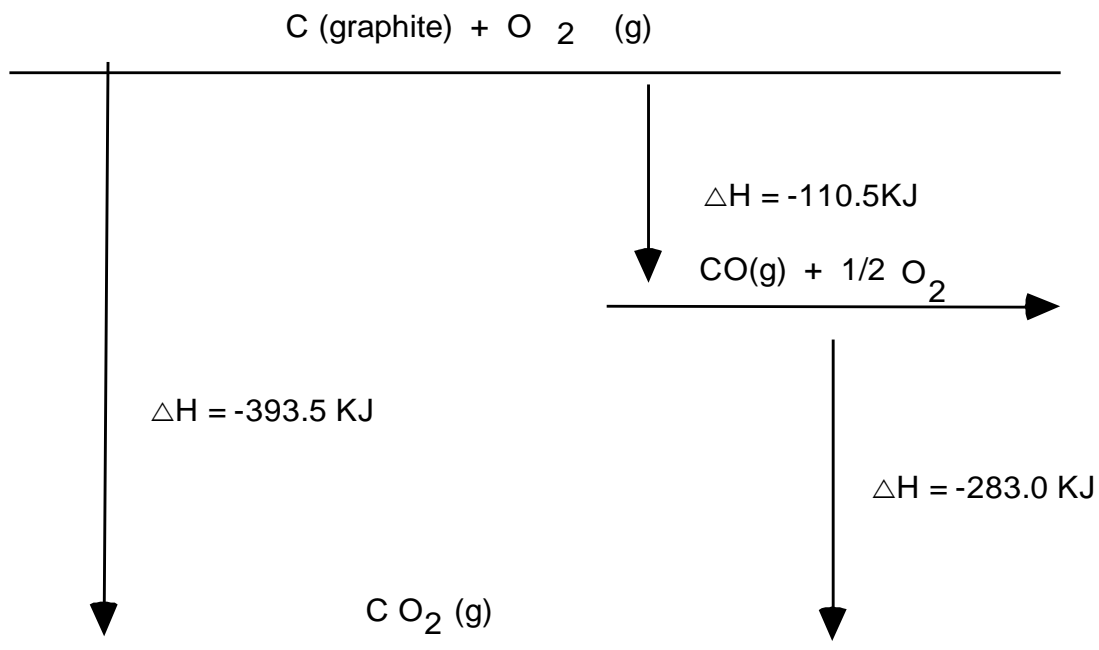 C (graphite) + O 2 (g)
△H = -110.5KJ
CO(g) + 1/2 O2
△H = -393.5 KJ
△H = -283.0 KJ
C O2 (g)